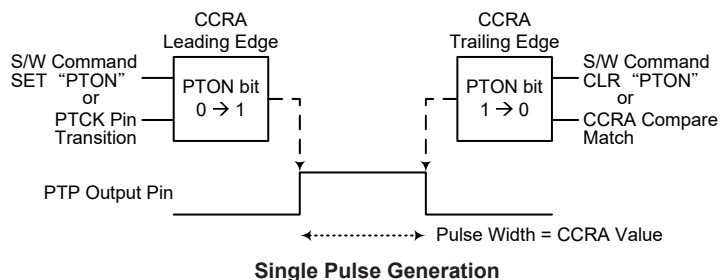 CCRA
Leading Edge
S/W Command
SET “PTON”
or
PTCK Pin
Transition
PTON bit
0 → 1
CCRA
Trailing Edge
PTON bit
1 → 0
S/W Command
CLR “PTON”
or
CCRA Compare
Match
PTP Output Pin
Pulse Width = CCRA Value
Single Pulse Generation